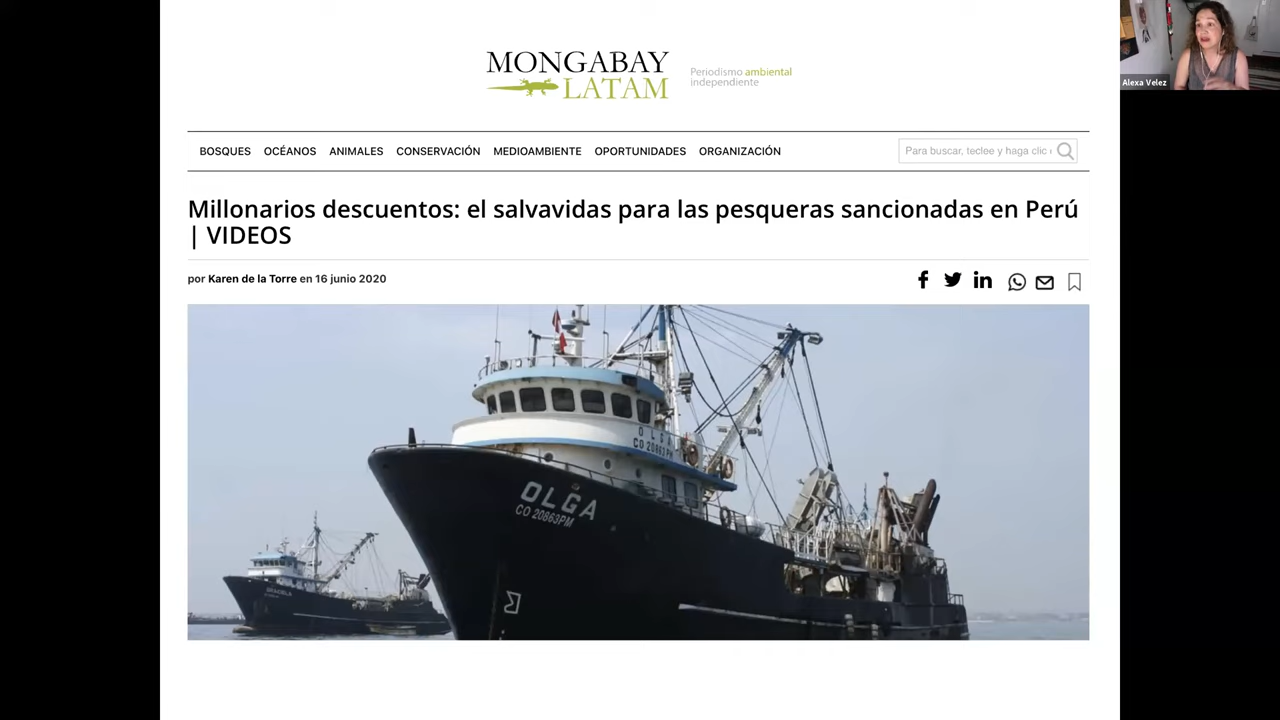 MONGABAY
LATAM
Periodismo ambiental
independiente
Alexa Velez
BOSQUES OCÉANOS ANIMALES CONSERVACIÓN MEDIOAMBIENTE OPORTUNIDADES ORGANIZACIÓN
Para buscar, teclee y haga clic
Millonarios descuentos: el salvavidas para las pesqueras sancionadas en Perú
| VIDEOS
por Karen de la Torre en 16 junio 2020
OLGA
CO 20863PM
OLGA
CO 20863PM